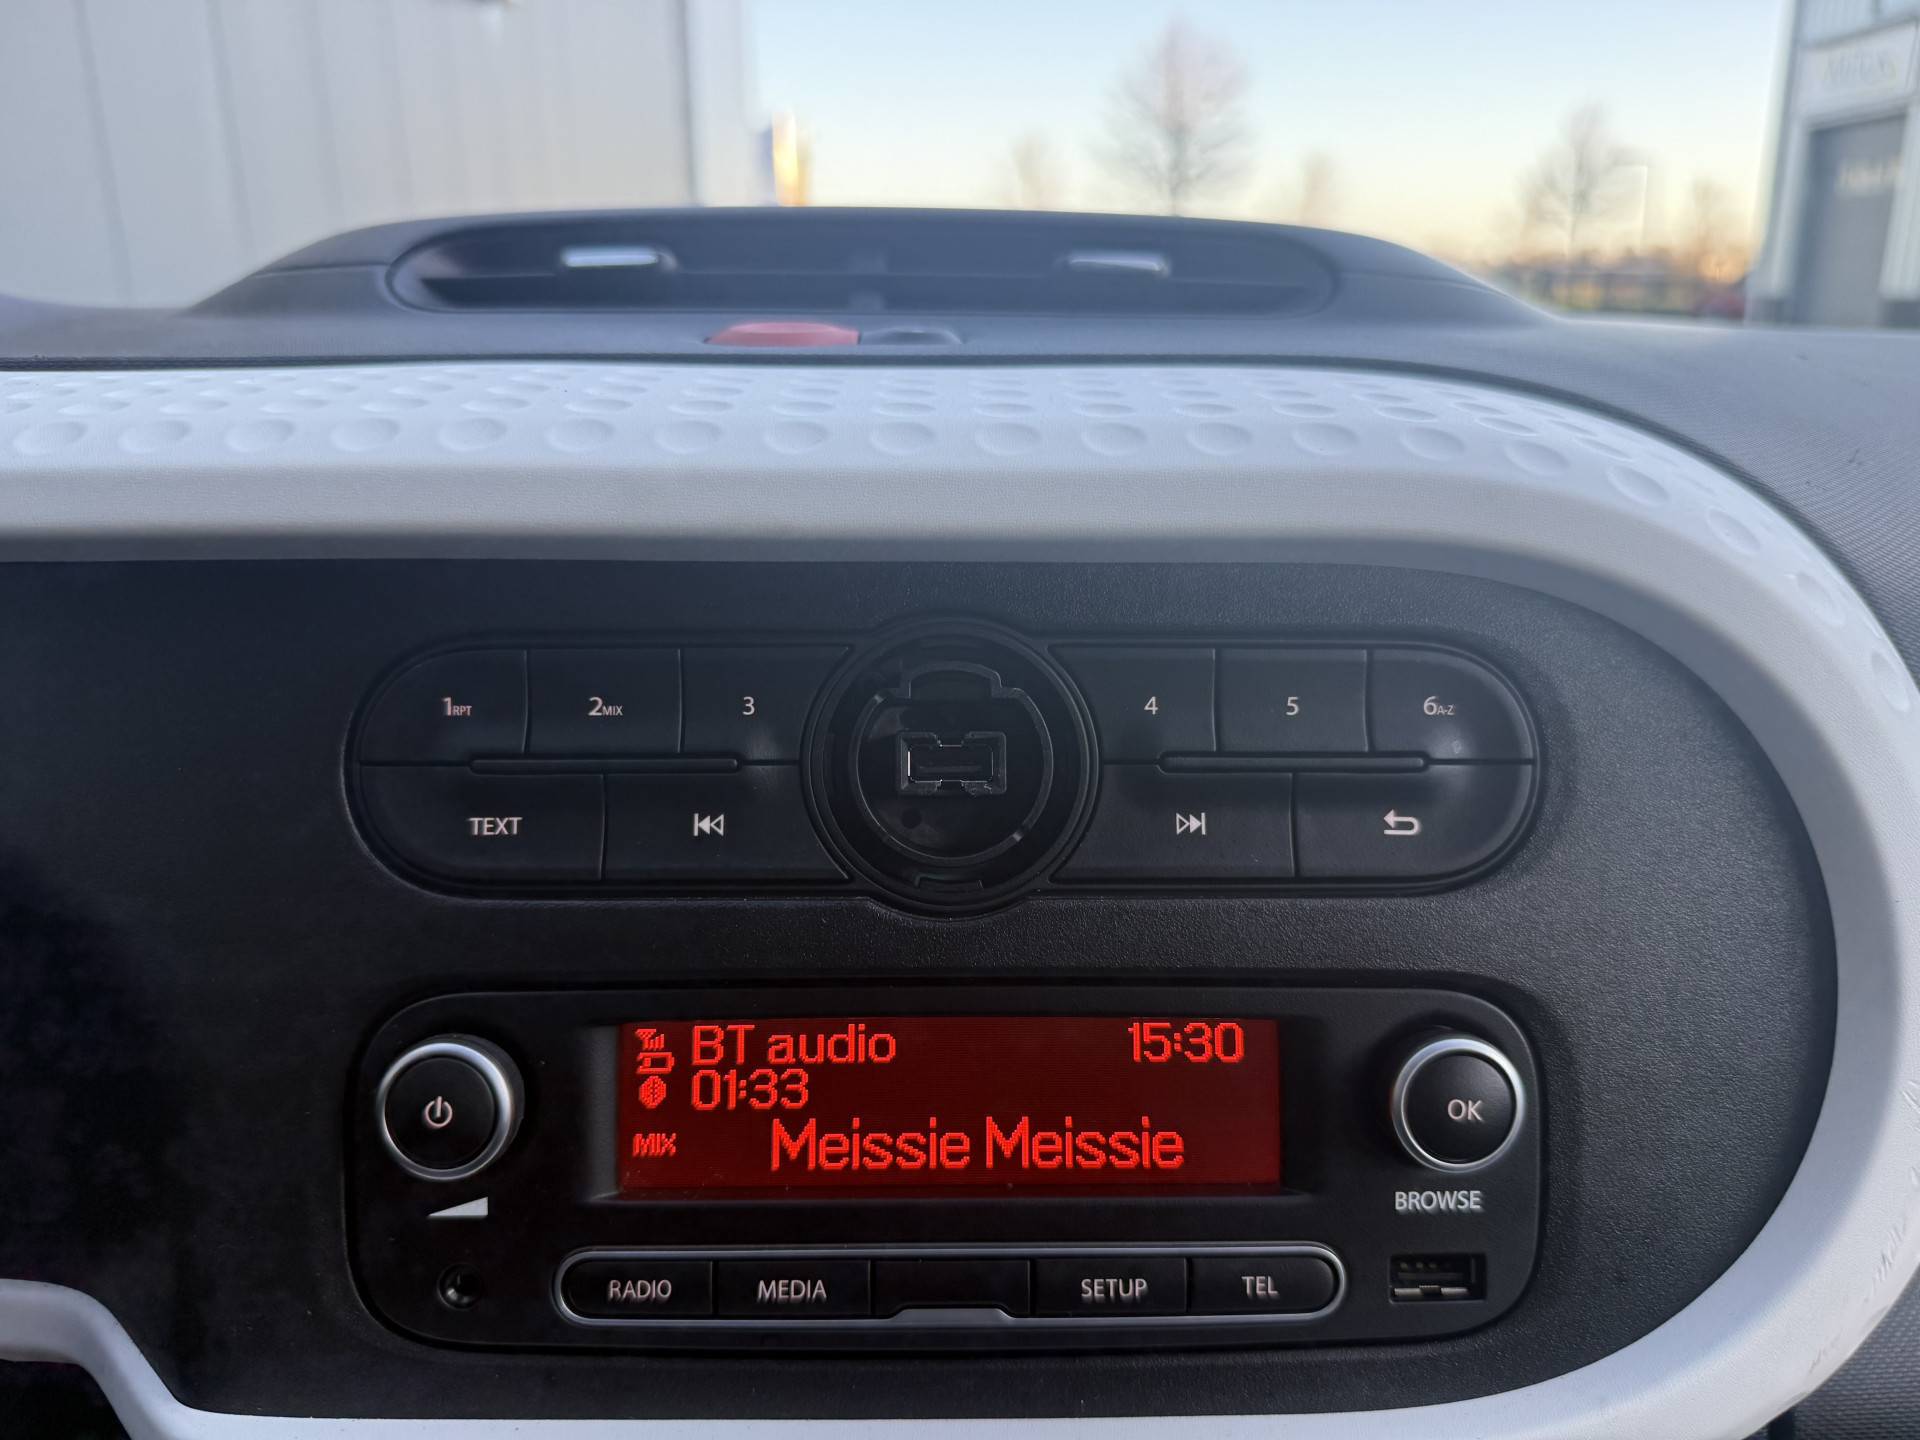 1RPT 2MIX 3 4 5 6A-Z
TEXT
BT audio 15:30
01:33
MIX Meissie Meissie
OK
BROWSE
RADIO MEDIA SETUP TEL